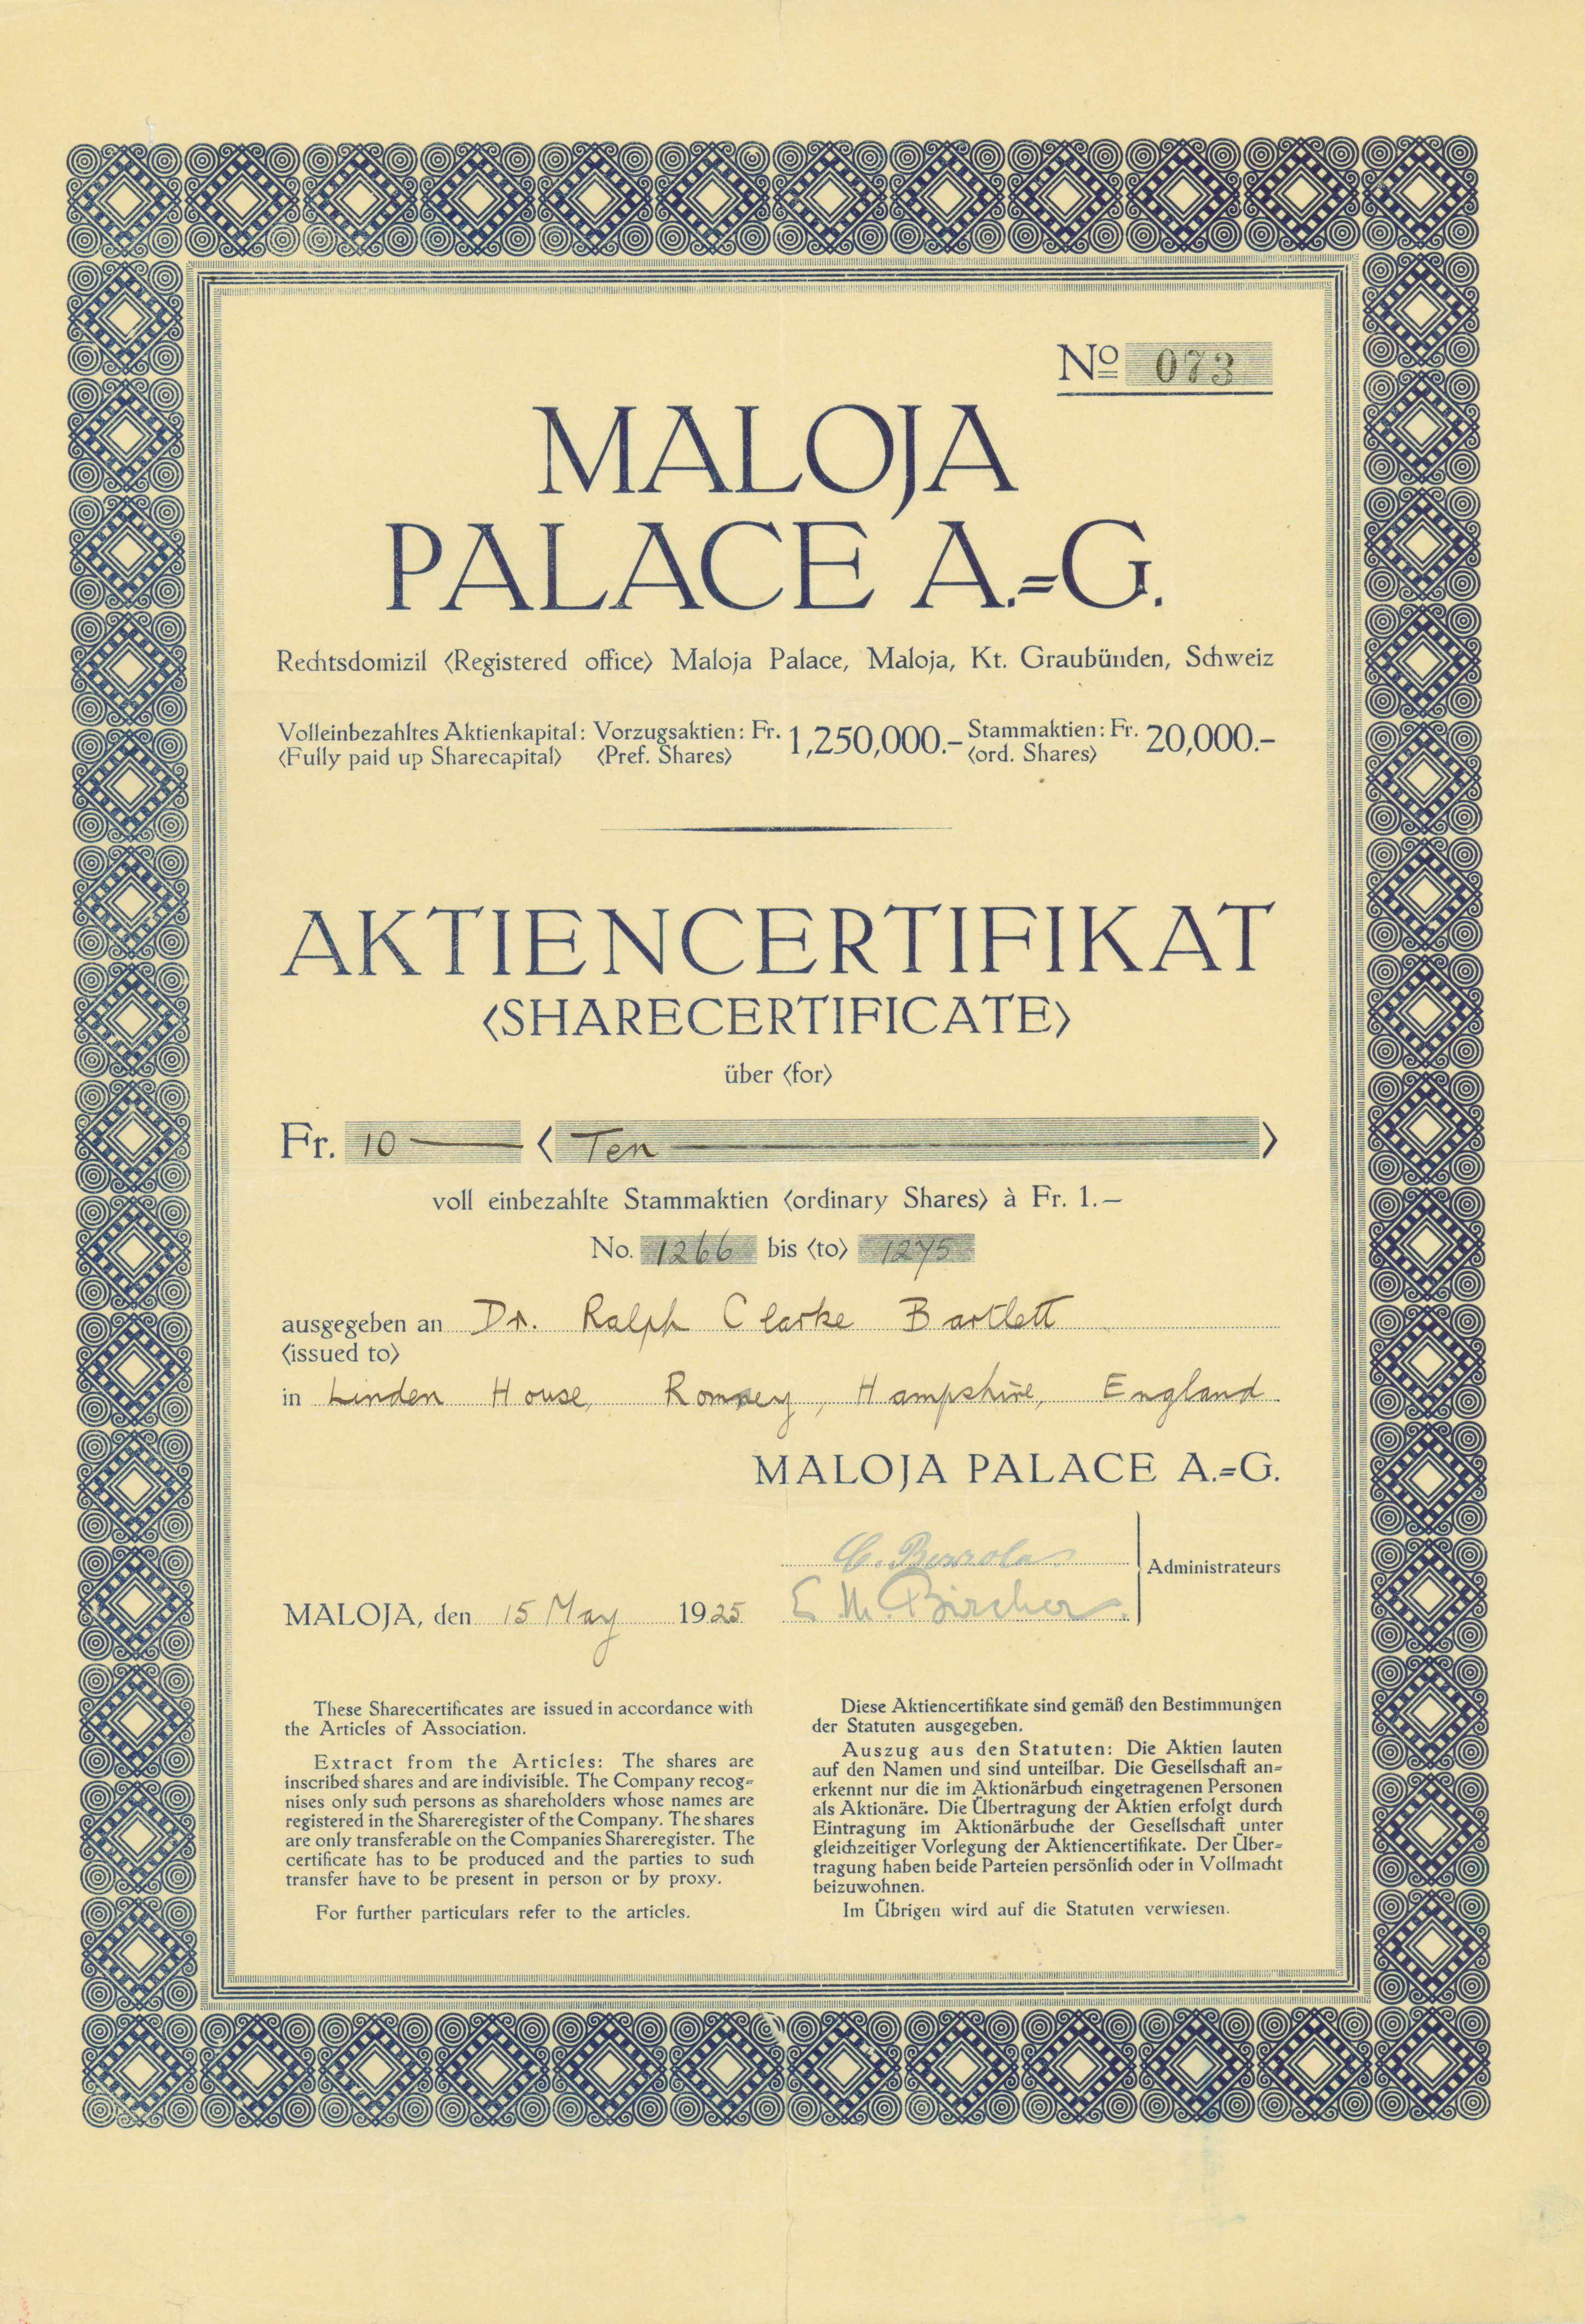 Nº 073
MALOJA
PALACE A.=G.
Rechtsdomizil (Registered office) Maloja Palace, Maloja, Kt. Graubünden, Schweiz
Volleinbezahltes Aktienkapital: Vorzugsaktien: Fr. 1,250,000.– Stammaktien: Fr. 20,000.–
(Fully paid up Sharecapital) (Pref. Shares) (ord. Shares)
AKTIENCERTIFIKAT
(SHARECERTIFICATE)
über (for)
Fr. 10 — ( Ten — )
voll einbezahlte Stammaktien (ordinary Shares) à Fr. 1.–
No. 1266 bis (to) 1275
ausgegeben an Dr. Ralph Clarke Bartlett
(issued to)
in Linden House, Romney, Hampshire, England
MALOJA PALACE A.=G.
Administrateurs
MALOJA, den 15 May 1925 E. M. Bircher.
These Sharecertificates are issued in accordance with
the Articles of Association.
Extract from the Articles: The shares are
inscribed shares and are indivisible. The Company recog=
nises only such persons as shareholders whose names are
registered in the Shareregister of the Company. The shares
are only transferable on the Companies Shareregister. The
certificate has to be produced and the parties to such
transfer have to be present in person or by proxy.
For further particulars refer to the articles.
Diese Aktiencertifikate sind gemäß den Bestimmungen
der Statuten ausgegeben.
Auszug aus den Statuten: Die Aktien lauten
auf den Namen und sind unteilbar. Die Gesellschaft an=
erkennt nur die im Aktionärbuch eingetragenen Personen
als Aktionäre. Die Übertragung der Aktien erfolgt durch
Eintragung im Aktionärbuche der Gesellschaft unter
gleichzeitiger Vorlegung der Aktiencertifikate. Der Über=
tragung haben beide Parteien persönlich oder in Vollmacht
beizuwohnen.
Im Übrigen wird auf die Statuten verwiesen.